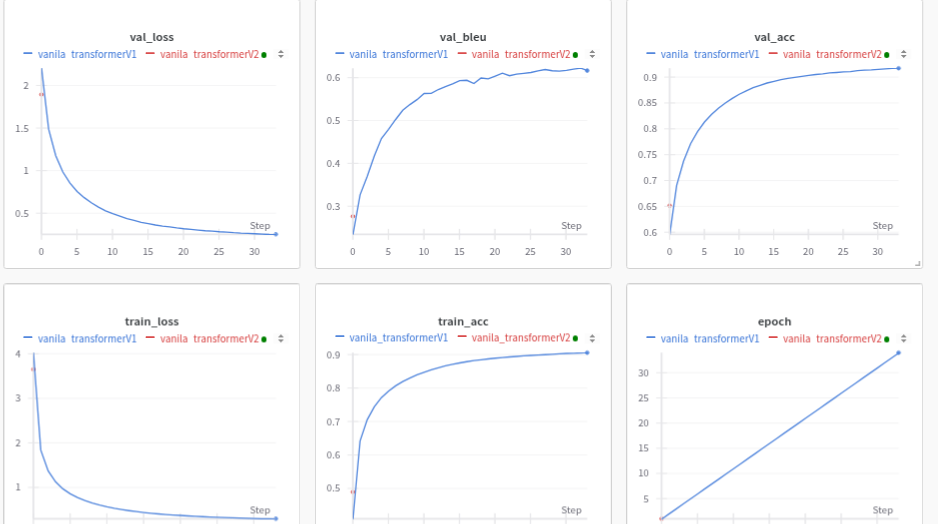 val_loss
vanila_transformerV1 vanila_transformerV2
2
1.5
1
0.5
Step
0 5 10 15 20 25 30
val_bleu
vanila_transformerV1 vanila_transformerV2
0.6
0.5
0.4
0.3
Step
0 5 10 15 20 25 30
val_acc
vanila_transformerV1 vanila_transformerV2
0.9
0.85
0.8
0.75
0.7
0.65
0.6
Step
0 5 10 15 20 25 30
train_loss
vanila_transformerV1 vanila_transformerV2
4
3
2
1
Step
train_acc
vanila_transformerV1 vanila_transformerV2
0.9
0.8
0.7
0.6
0.5
Step
epoch
vanila_transformerV1 vanila_transformerV2
30
25
20
15
10
5
Step